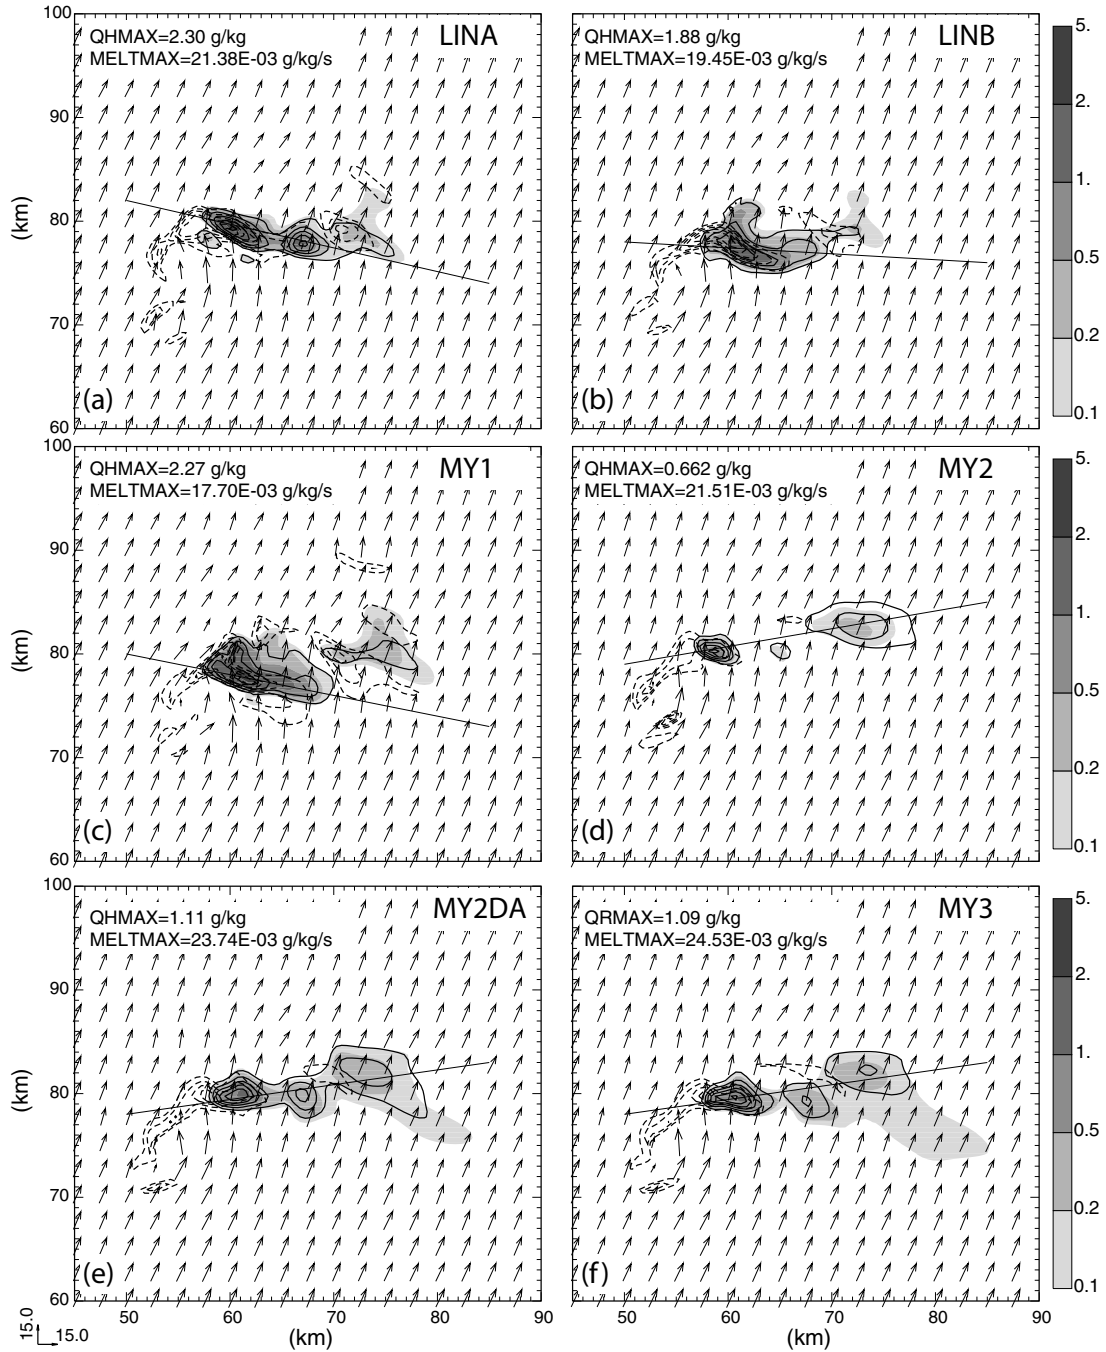 100
QHMAX=2.30 g/kg
MELTMAX=21.38E-03 g/kg/s
LINA
QHMAX=1.88 g/kg
MELTMAX=19.45E-03 g/kg/s
LINB
5.
2.
1.
0.5
0.2
0.1
90
80
70
60
(km)
(a)
(b)
100
QHMAX=2.27 g/kg
MELTMAX=17.70E-03 g/kg/s
MY1
QHMAX=0.662 g/kg
MELTMAX=21.51E-03 g/kg/s
MY2
5.
2.
1.
0.5
0.2
0.1
90
80
70
60
(km)
(c)
(d)
100
QHMAX=1.11 g/kg
MELTMAX=23.74E-03 g/kg/s
MY2DA
QRMAX=1.09 g/kg
MELTMAX=24.53E-03 g/kg/s
MY3
5.
2.
1.
0.5
0.2
0.1
90
80
70
60
(km)
(e)
(f)
50 60 70 80 90
50 60 70 80 90
(km)
(km)
15.0
15.0